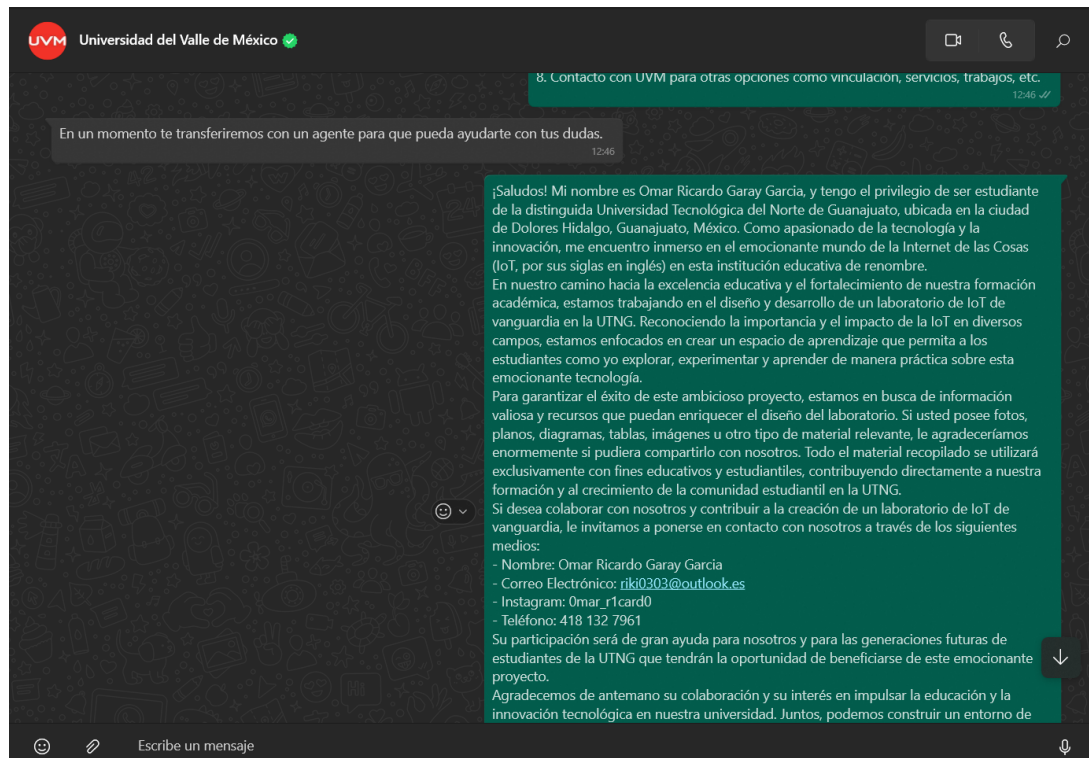 UVM Universidad del Valle de México
8. Contacto con UVM para otras opciones como vinculación, servicios, trabajos, etc.
12:46
En un momento te transferiremos con un agente para que pueda ayudarte con tus dudas.
12:46
¡Saludos! Mi nombre es Omar Ricardo Garay Garcia, y tengo el privilegio de ser estudiante
de la distinguida Universidad Tecnológica del Norte de Guanajuato, ubicada en la ciudad
de Dolores Hidalgo, Guanajuato, México. Como apasionado de la tecnología y la
innovación, me encuentro inmerso en el emocionante mundo de la Internet de las Cosas
(IoT, por sus siglas en inglés) en esta institución educativa de renombre.
En nuestro camino hacia la excelencia educativa y el fortalecimiento de nuestra formación
académica, estamos trabajando en el diseño y desarrollo de un laboratorio de IoT de
vanguardia en la UTNG. Reconociendo la importancia y el impacto de la IoT en diversos
campos, estamos enfocados en crear un espacio de aprendizaje que permita a los
estudiantes como yo explorar, experimentar y aprender de manera práctica sobre esta
emocionante tecnología.
Para garantizar el éxito de este ambicioso proyecto, estamos en busca de información
valiosa y recursos que puedan enriquecer el diseño del laboratorio. Si usted posee fotos,
planos, diagramas, tablas, imágenes u otro tipo de material relevante, le agradeceríamos
enormemente si pudiera compartirlo con nosotros. Todo el material recopilado se utilizará
exclusivamente con fines educativos y estudiantiles, contribuyendo directamente a nuestra
formación y al crecimiento de la comunidad estudiantil en la UTNG.
Si desea colaborar con nosotros y contribuir a la creación de un laboratorio de IoT de
vanguardia, le invitamos a ponerse en contacto con nosotros a través de los siguientes
medios:
- Nombre: Omar Ricardo Garay Garcia
- Correo Electrónico: riki0303@outlook.es
- Instagram: 0mar_r1card0
- Teléfono: 418 132 7961
Su participación será de gran ayuda para nosotros y para las generaciones futuras de
estudiantes de la UTNG que tendrán la oportunidad de beneficiarse de este emocionante
proyecto.
Agradecemos de antemano su colaboración y su interés en impulsar la educación y la
innovación tecnológica en nuestra universidad. Juntos, podemos construir un entorno de
Escribe un mensaje